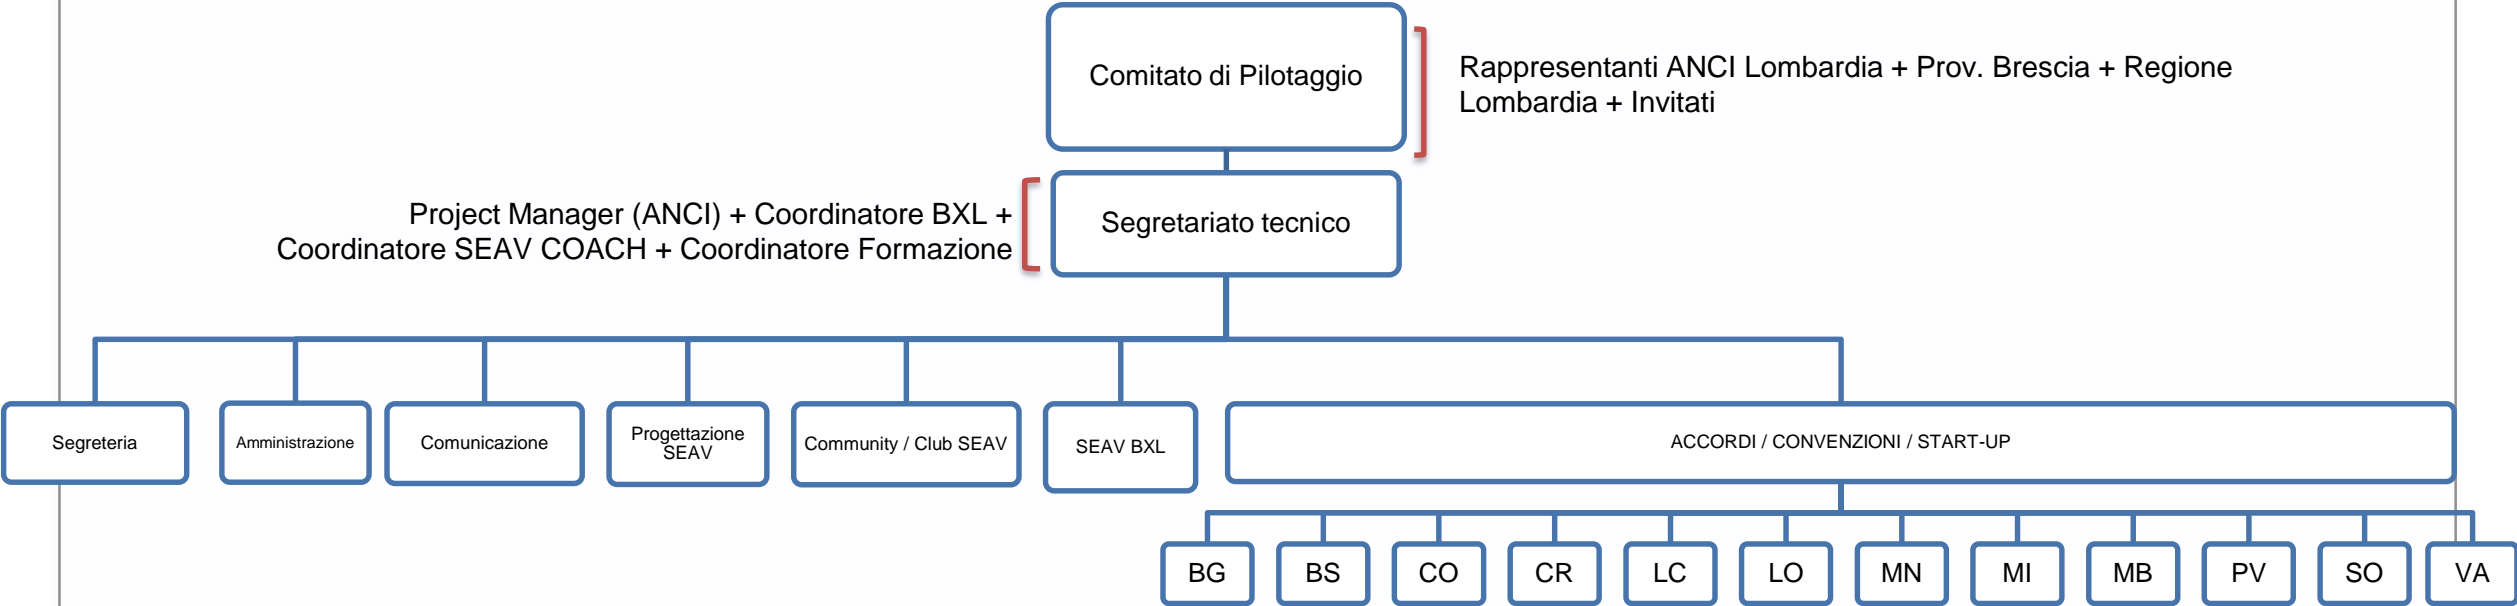 Comitato di Pilotaggio
Rappresentanti ANCI Lombardia + Prov. Brescia + Regione
Lombardia + Invitati
Project Manager (ANCI) + Coordinatore BXL +
Coordinatore SEAV COACH + Coordinatore Formazione
Segretariato tecnico
Segreteria
Amministrazione
Comunicazione
Progettazione
SEAV
Community / Club SEAV
SEAV BXL
ACCORDI / CONVENZIONI / START-UP
BG
BS
CO
CR
LC
LO
MN
MI
MB
PV
SO
VA